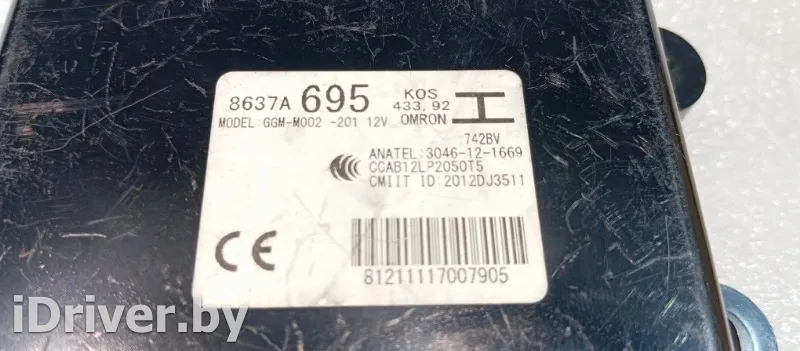 8637A 695 KOS 433.92
MODEL:GGM-M002 -201 12V OMRON
742BV
ANATEL:3046-12-1669
CCAB12LP2050T5
CMIIT ID:2012DJ3511
CE
81211117007905
iDriver.by